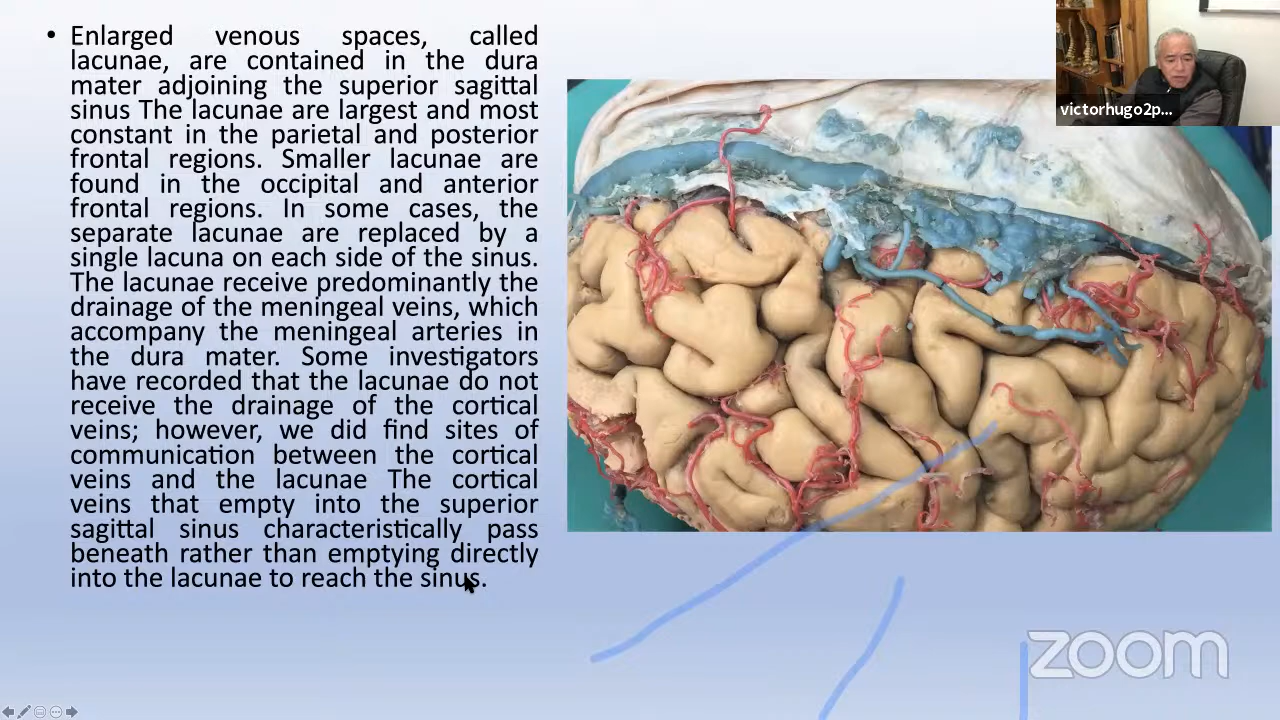 • Enlarged venous spaces, called
lacunae, are contained in the dura
mater adjoining the superior sagittal
sinus The lacunae are largest and most
constant in the parietal and posterior
frontal regions. Smaller lacunae are
found in the occipital and anterior
frontal regions. In some cases, the
separate lacunae are replaced by a
single lacuna on each side of the sinus.
The lacunae receive predominantly the
drainage of the meningeal veins, which
accompany the meningeal arteries in
the dura mater. Some investigators
have recorded that the lacunae do not
receive the drainage of the cortical
veins; however, we did find sites of
communication between the cortical
veins and the lacunae The cortical
veins that empty into the superior
sagittal sinus characteristically pass
beneath rather than emptying directly
into the lacunae to reach the sinus.
victorhugo2p...
zoom